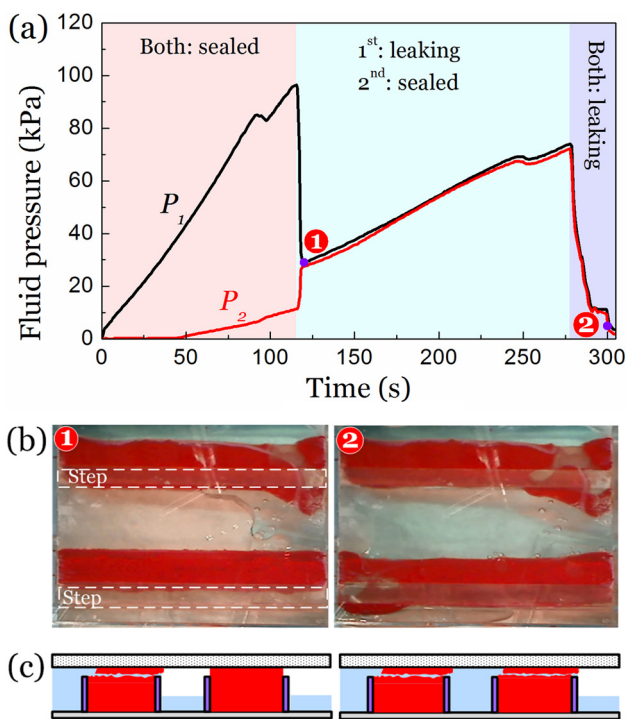 (a)
Both: sealed
1st: leaking
2nd: sealed
Both: leaking
Fluid pressure (kPa)
120
100
80
60
40
20
0
P1
P2
1
2
0
50
100
150
200
250
300
Time (s)
(b)
1
Step
Step
2
(c)